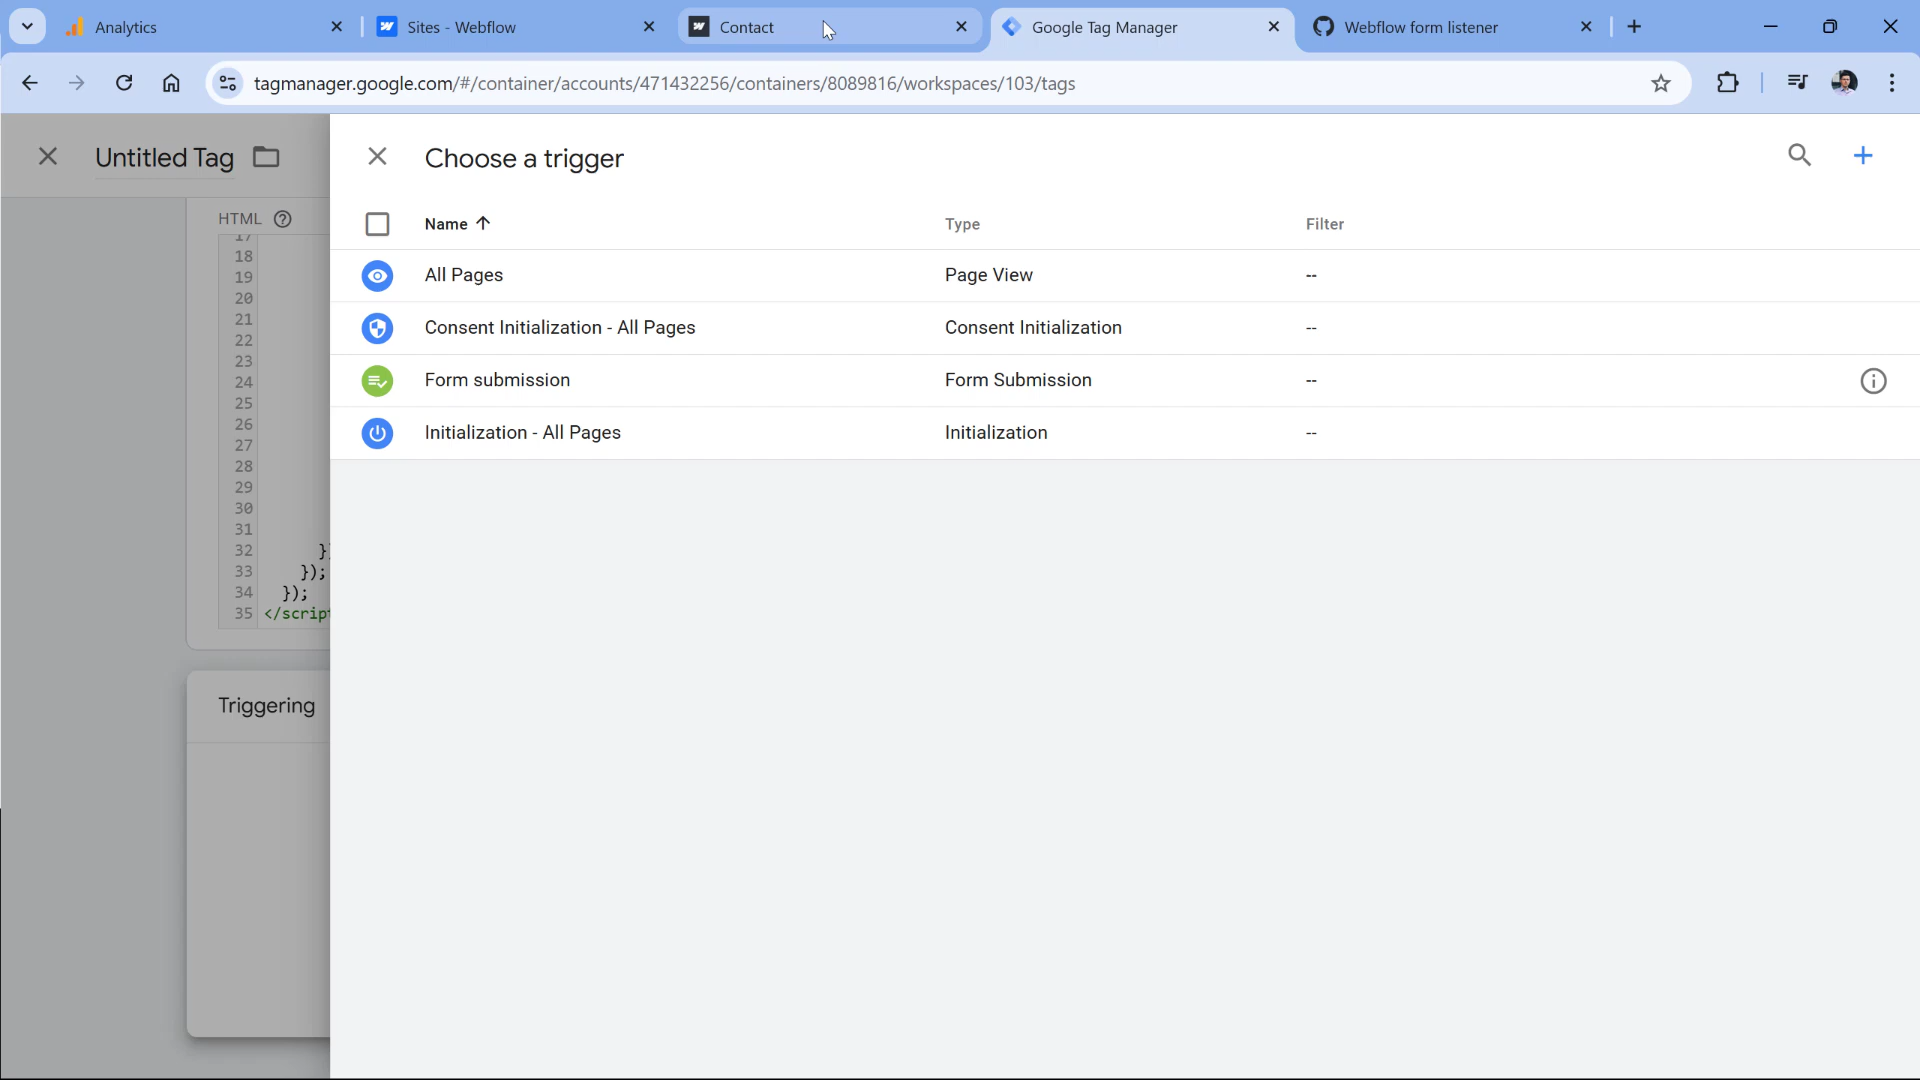 Analytics
Sites - Webflow
Contact
Google Tag Manager
Webflow form listener
tagmanager.google.com/#/container/accounts/471432256/containers/8089816/workspaces/103/tags
Untitled Tag
Choose a trigger
HTML
Name
Type
Filter
All Pages
Page View
--
Consent Initialization - All Pages
Consent Initialization
--
Form submission
Form Submission
--
Initialization - All Pages
Initialization
--
17
18
19
20
21
22
23
24
25
26
27
28
29
30
31
32 }
33 });
34 });
35 </script
Triggering